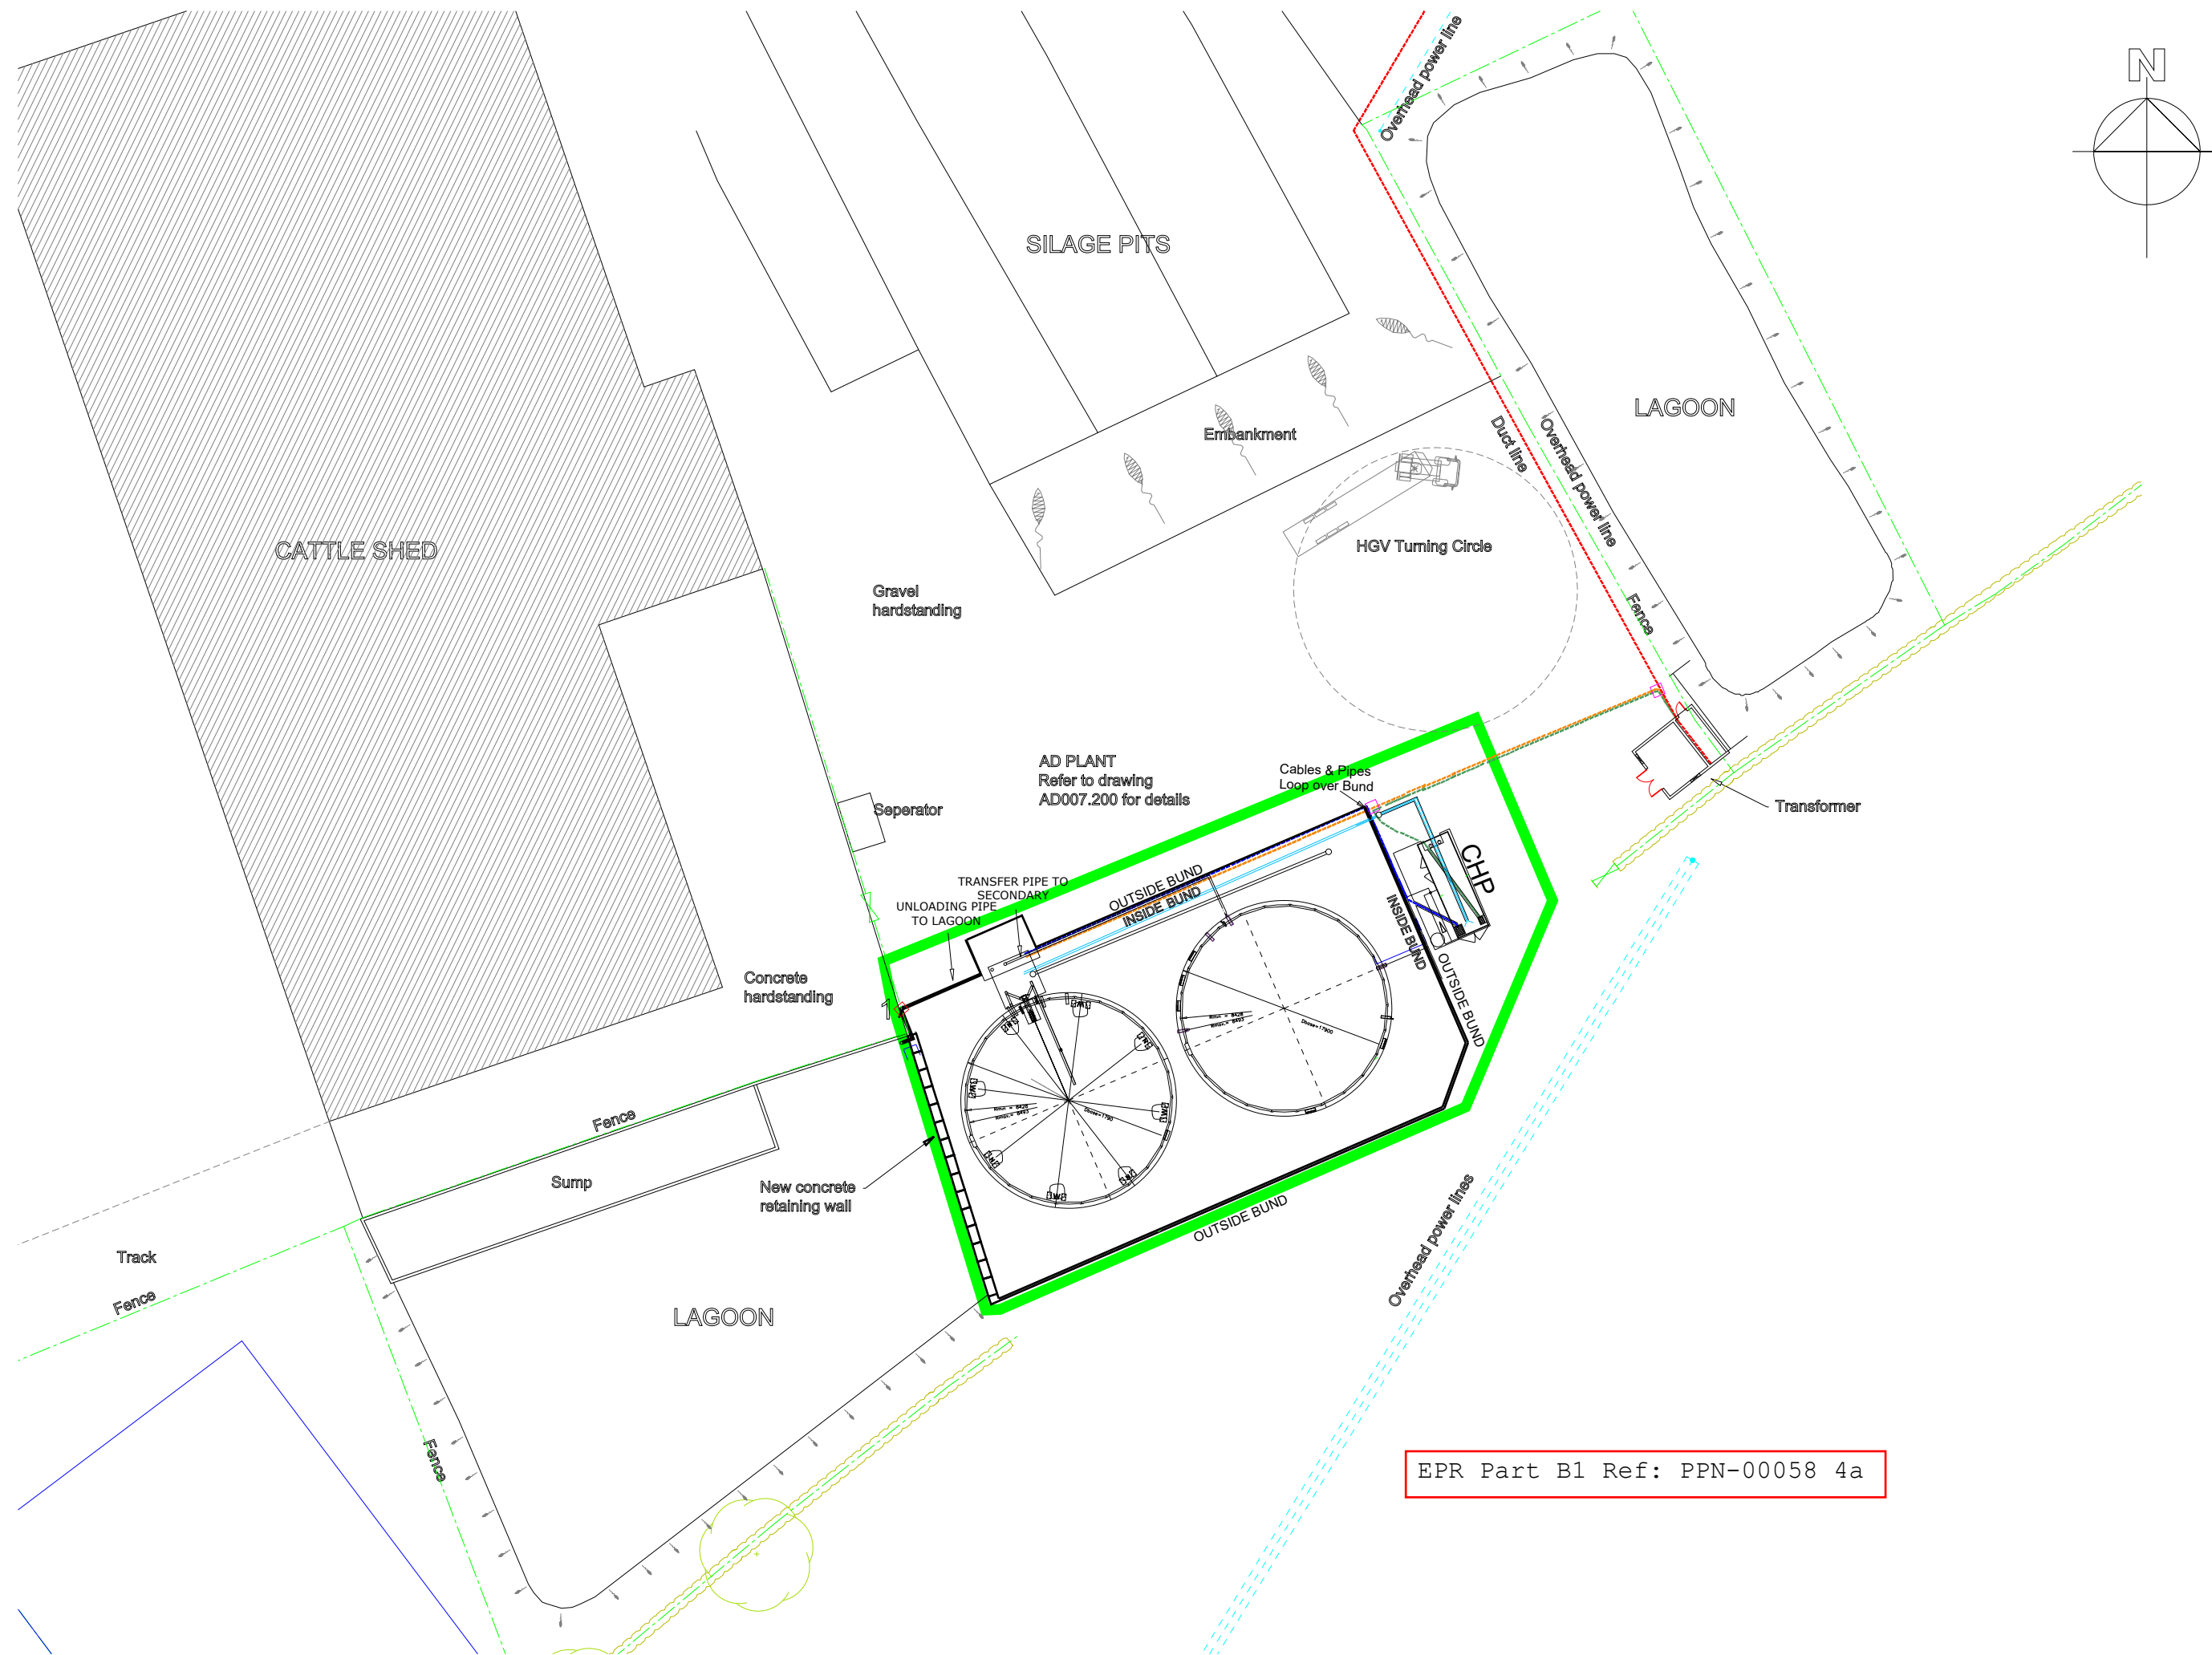 N
Overhead power line
SILAGE PITS
LAGOON
Embankment
Duct line
Overhead power line
CATTLE SHED
HGV Turning Circle
Gravel
hardstanding
Fence
AD PLANT
Refer to drawing
AD007.200 for details
Cables & Pipes
Loop over Bund
Seperator
Transformer
CHP
TRANSFER PIPE TO
SECONDARY
UNLOADING PIPE
TO LAGOON
OUTSIDE BUND
INSIDE BUND
INSIDE BUND
OUTSIDE BUND
Concrete
hardstanding
Dbose=17900
Fence
Sump
New concrete
retaining wall
OUTSIDE BUND
Overhead power lines
Track
Fence
LAGOON
Fence
EPR Part B1 Ref: PPN-00058 4a